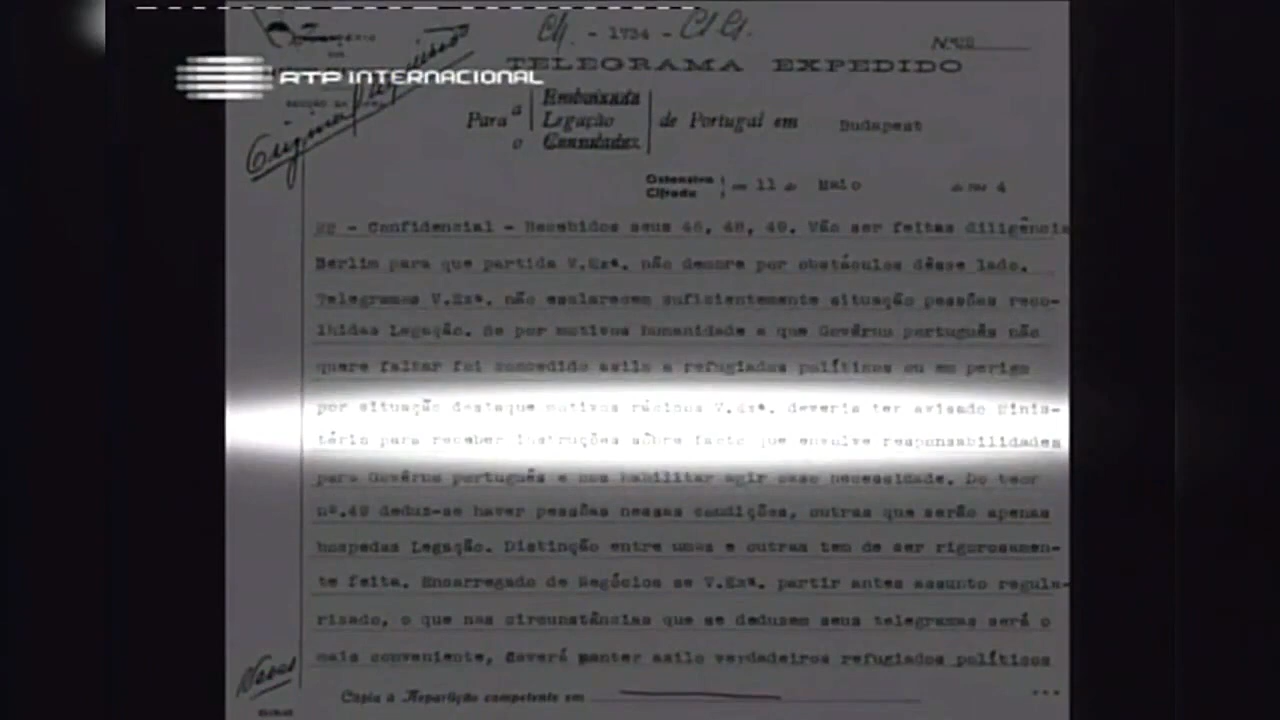 - 1734 -
RTP INTERNACIONAL
TELEGRAMA EXPEDIDO
Para a o
Embaixada
Legação
Consulado
de Portugal em Budapest
Ostensivo
Cifrado
em 11 de Maio de 194 4
- Confidencial - Recebidos seus 46, 48, 49. Vão ser feitas diligência
Berlim para que partida V.Exª. não demore por obstáculos dêsse lado.
Telegramas V.Exª. não esclarecem suficientemente situação pessôas reco-
lhidas Legação. Se por motivos humanidade a que Govêrno português não
quere faltar foi concedido asilo a refugiados políticos ou em perigo
por situação destaque motivos rácicos V.Exª. deveria ter avisado Minis-
tério para receber instruções sôbre facto que envolve responsabilidades
para Govêrno português e nos habilitar agir caso necessidade. Do teor
nº.49 deduz-se haver pessôas nessas condições, outras que serão apenas
hospedas Legação. Distinção entre umas e outras tem de ser rigorosamen-
te feita. Encarregado de Negócios se V.Exª. partir antes assunto regula-
risado, o que nas circunstâncias que se deduzem seus telegramas será o
mais conveniente, deverá manter asilo verdadeiros refugiados políticos
...
Cópia à Repartição competente em